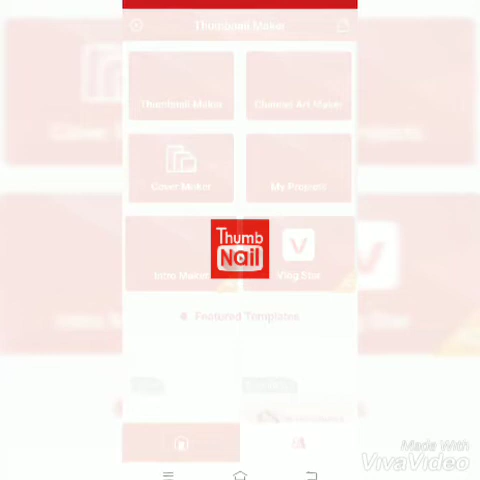 Thumbnail Maker
Thumbnail Maker
Channel Art Maker
Cover Maker
My Project
Thumb
Nail
Intro Maker
Vlog Star
Featured Templates
Made With
VivaVideo